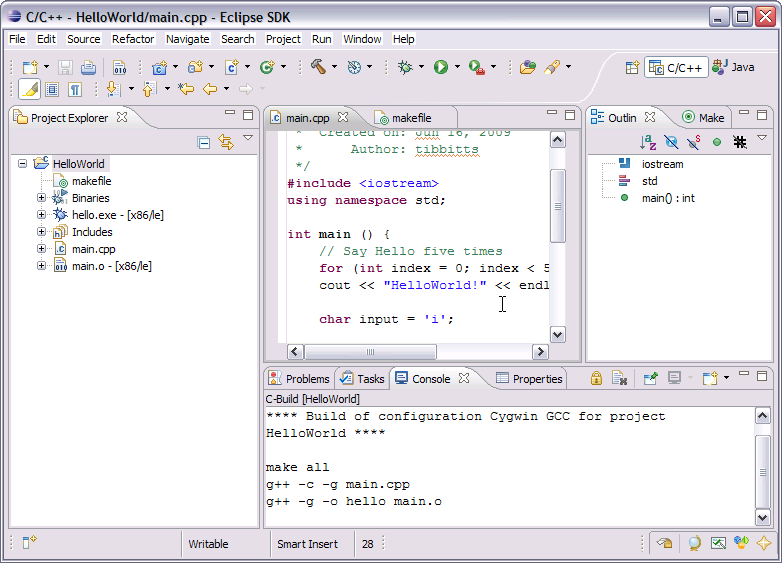 C/C++ - HelloWorld/main.cpp - Eclipse SDK
File Edit Source Refactor Navigate Search Project Run Window Help
C/C++ Java
Project Explorer
HelloWorld
makefile
Binaries
hello.exe - [x86/le]
Includes
main.cpp
main.o - [x86/le]
main.cpp makefile
* Created on: Jun 16, 2009
* Author: tibbitts
*/
#include <iostream>
using namespace std;
int main () {
// Say Hello five times
for (int index = 0; index < 5
cout << "HelloWorld!" << endl
char input = 'i';
Outlin Make
iostream
std
main() : int
Problems Tasks Console Properties
C-Build [HelloWorld]
**** Build of configuration Cygwin GCC for project
HelloWorld ****
make all
g++ -c -g main.cpp
g++ -g -o hello main.o
Writable Smart Insert 28 :